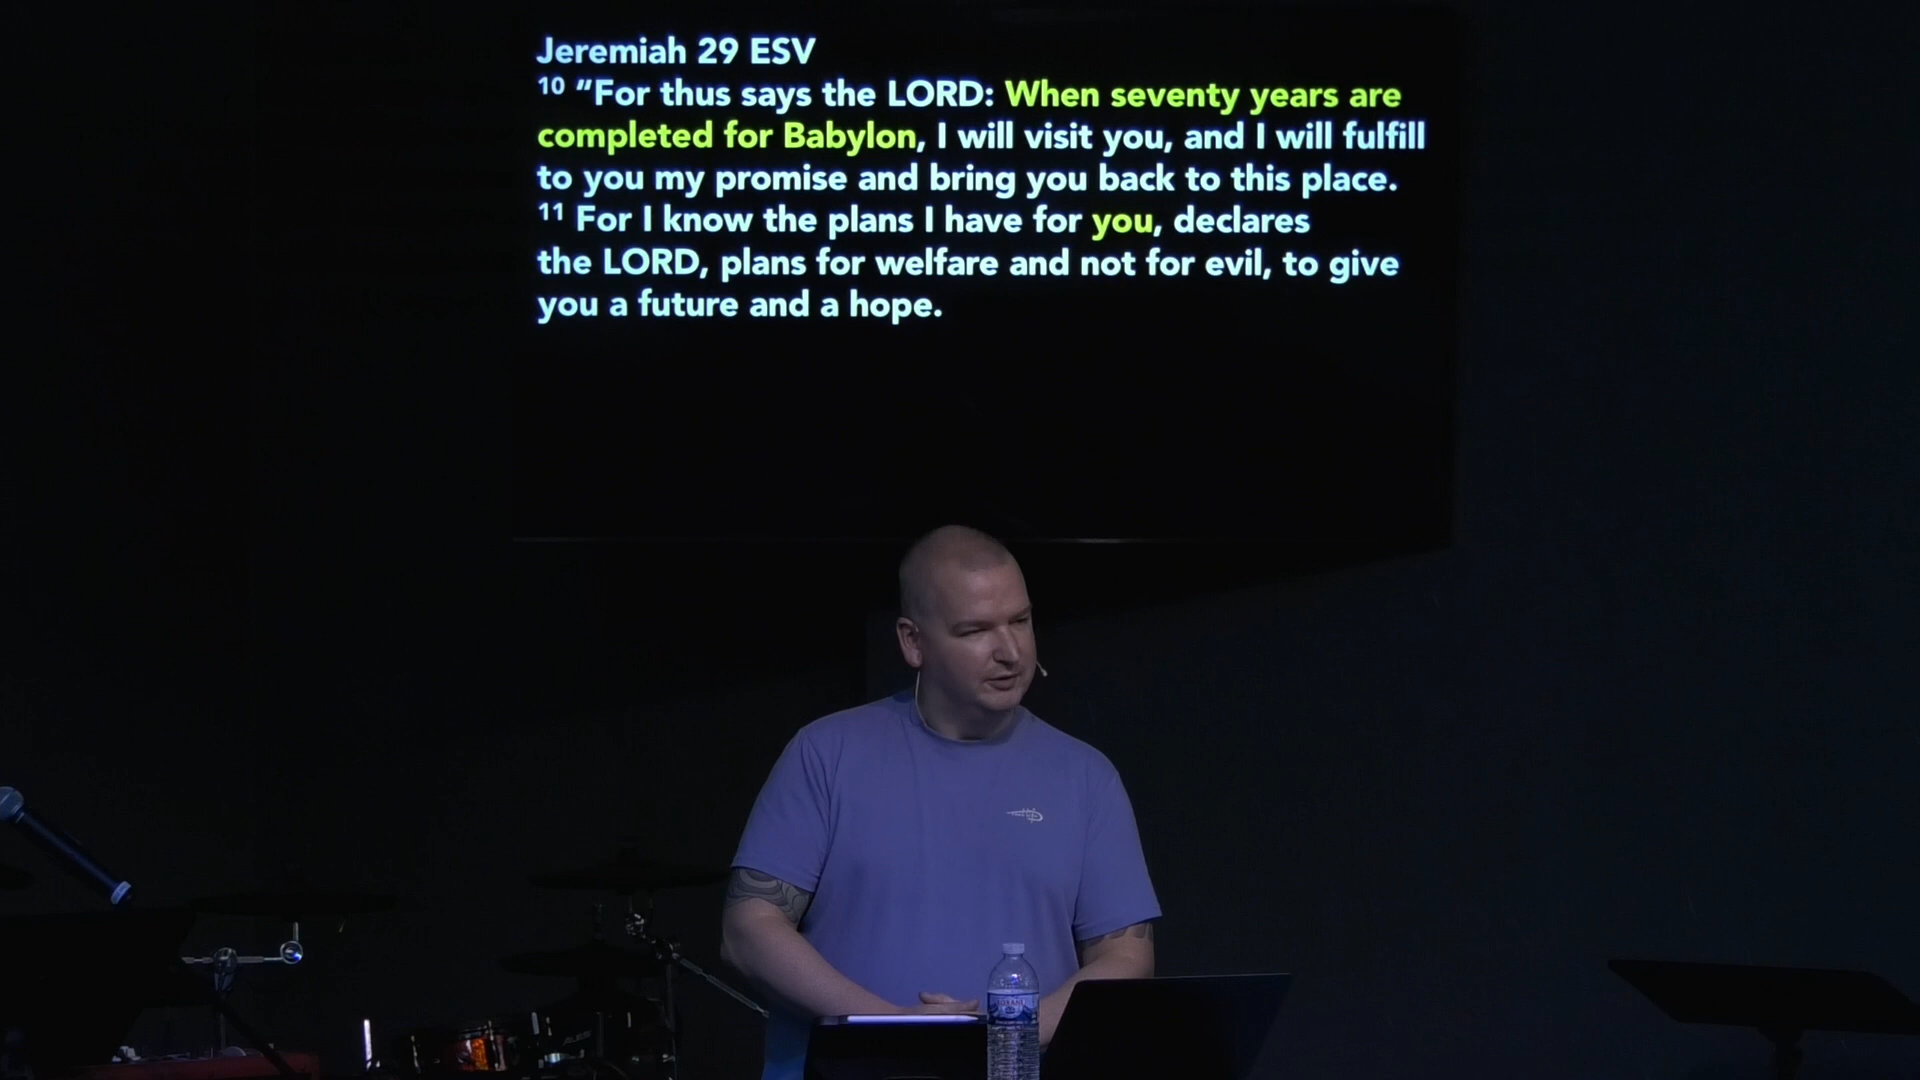 Jeremiah 29 ESV
10 “For thus says the LORD: When seventy years are
completed for Babylon, I will visit you, and I will fulfill
to you my promise and bring you back to this place.
11 For I know the plans I have for you, declares
the LORD, plans for welfare and not for evil, to give
you a future and a hope.
ALESIS